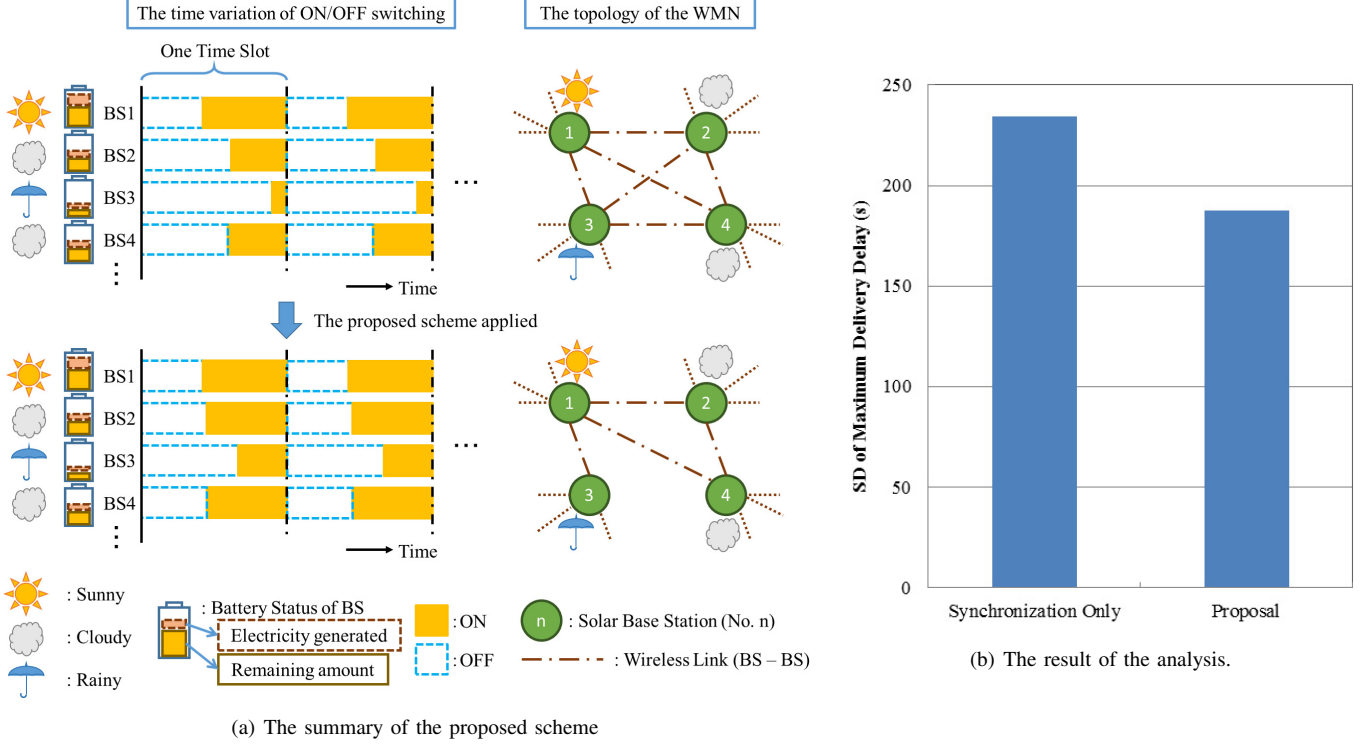 The time variation of ON/OFF switching
The topology of the WMN
One Time Slot
BS1
BS2
BS3
BS4
⋮
...
Time
1
2
3
4
The proposed scheme applied
BS1
BS2
BS3
BS4
⋮
...
Time
1
2
3
4
: Sunny
: Cloudy
: Rainy
: Battery Status of BS
Electricity generated
Remaining amount
: ON
: OFF
n : Solar Base Station (No. n)
: Wireless Link (BS – BS)
(a) The summary of the proposed scheme
SD of Maximum Delivery Delay (s)
250
200
150
100
50
0
Synchronization Only
Proposal
(b) The result of the analysis.